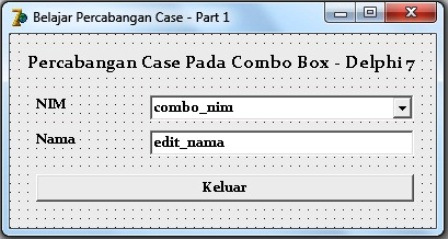 Belajar Percabangan Case - Part 1
Percabangan Case Pada Combo Box - Delphi 7
NIM combo_nim
Nama edit_nama
Keluar